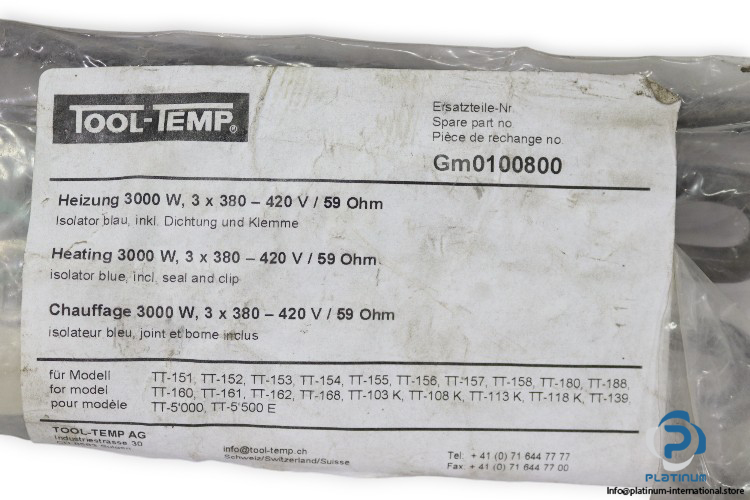 TOOL-TEMP®
Ersatzteile-Nr
Spare part no
Pièce de rechange no.
Gm0100800
Heizung 3000 W, 3 x 380 – 420 V / 59 Ohm
Isolator blau, inkl. Dichtung und Klemme
Heating 3000 W, 3 x 380 – 420 V / 59 Ohm
isolator blue, incl. seal and clip
Chauffage 3000 W, 3 x 380 – 420 V / 59 Ohm
isolateur bleu, joint et borne inclus
für Modell
for model
pour modèle
TT-151, TT-152, TT-153, TT-154, TT-155, TT-156, TT-157, TT-158, TT-180, TT-188,
TT-160, TT-161, TT-162, TT-168, TT-103 K, TT-108 K, TT-113 K, TT-118 K, TT-139,
TT-5'000, TT-5'500 E
TOOL-TEMP AG
Industriestrasse 30
info@tool-temp.ch
Schweiz/Switzerland/Suisse
Tel: + 41 (0) 71 644 77 77
Fax: + 41 (0) 71 644 77 00
PLATINUM
Info@platinum-international.store